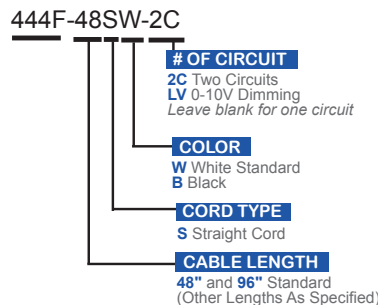 444F-48SW-2C
# OF CIRCUIT
2C Two Circuits
LV 0-10V Dimming
Leave blank for one circuit
COLOR
W White Standard
B Black
CORD TYPE
S Straight Cord
CABLE LENGTH
48" and 96" Standard
(Other Lengths As Specified)